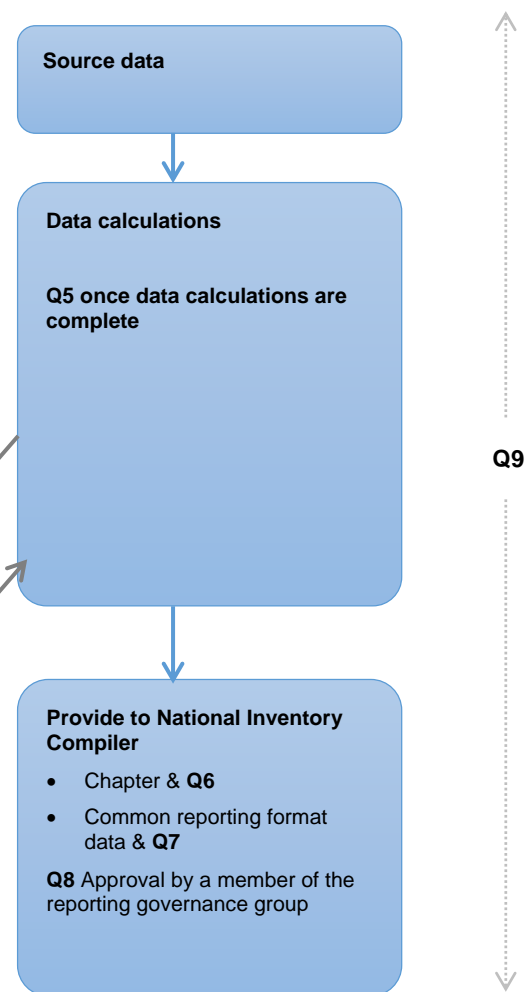 Source data
Data calculations
Q5 once data calculations are
complete
Q9
Provide to National Inventory
Compiler
• Chapter & Q6
• Common reporting format
data & Q7
Q8 Approval by a member of the
reporting governance group